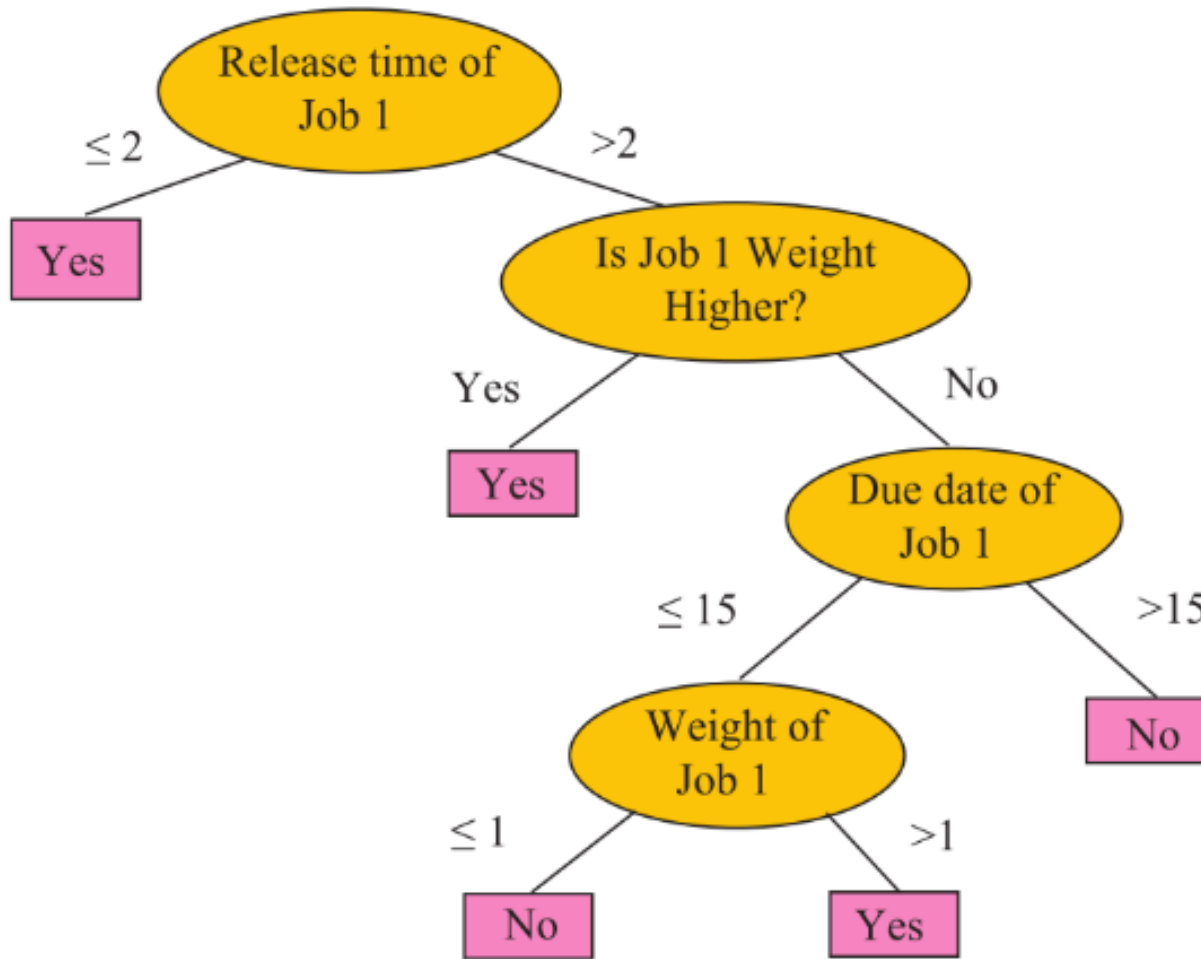 Release time of
Job 1
≤ 2
>2
Yes
Is Job 1 Weight
Higher?
Yes
No
Yes
Due date of
Job 1
≤ 15
>15
Weight of
Job 1
No
≤ 1
>1
No
Yes